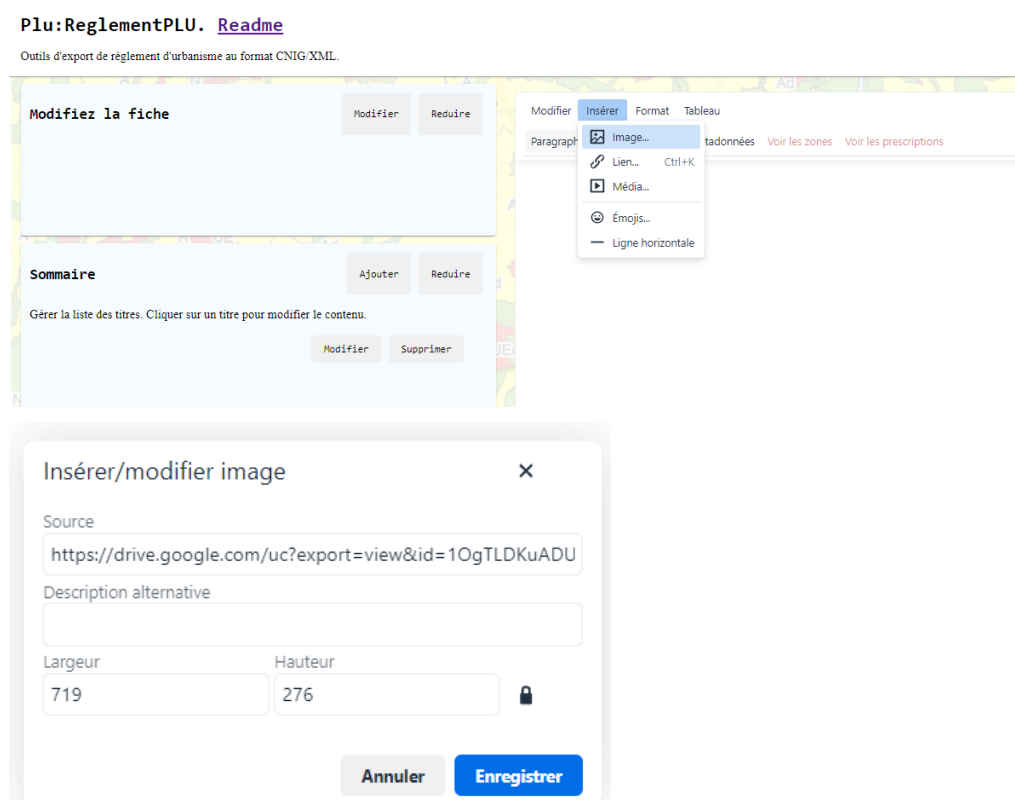 Plu:ReglementPLU. Readme
Outils d'export de réglement d'urbanisme au format CNIG/XML.
Modifiez la fiche
Modifier
Reduire
Sommaire
Ajouter
Reduire
Gérer la liste des titres. Cliquer sur un titre pour modifier le contenu.
Modifier
Supprimer
Modifier Insérer Format Tableau
Paragraph
tadonnées Voir les zones Voir les prescriptions
Image...
Lien... Ctrl+K
Média...
Émojis...
Ligne horizontale
Insérer/modifier image
Source
https://drive.google.com/uc?export=view&id=1OgTLDKuADU
Description alternative
Largeur Hauteur
719 276
Annuler Enregistrer